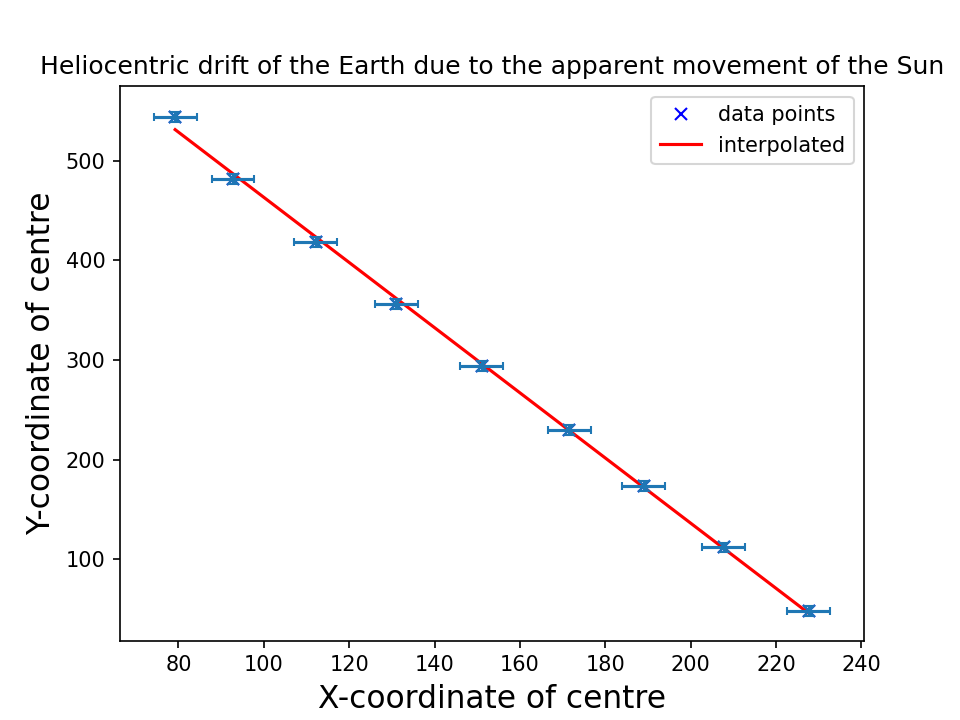 Heliocentric drift of the Earth due to the apparent movement of the Sun
data points
interpolated
Y-coordinate of centre
500
400
300
200
100
80 100 120 140 160 180 200 220 240
X-coordinate of centre